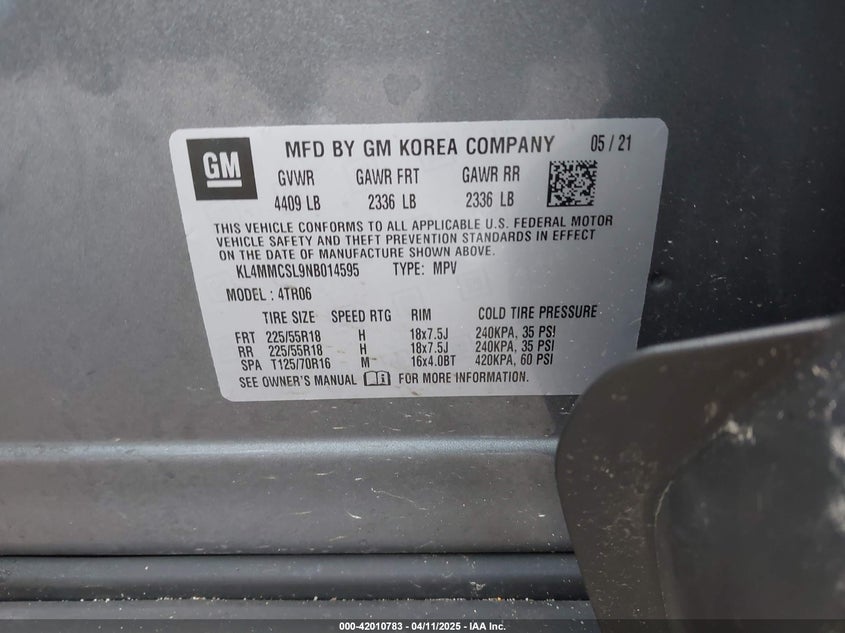 GM MFD BY GM KOREA COMPANY 05 / 21
GVWR GAWR FRT GAWR RR
4409 LB 2336 LB 2336 LB
THIS VEHICLE CONFORMS TO ALL APPLICABLE U.S. FEDERAL MOTOR
VEHICLE SAFETY AND THEFT PREVENTION STANDARDS IN EFFECT
ON THE DATE OF MANUFACTURE SHOWN ABOVE.
KL4MMCSL9NB014595 TYPE: MPV
MODEL : 4TR06
TIRE SIZE SPEED RTG RIM COLD TIRE PRESSURE
FRT 225/55R18 H 18x7.5J 240KPA, 35 PSI
RR 225/55R18 H 18x7.5J 240KPA, 35 PSI
SPA T125/70R16 M 16x4.0BT 420KPA, 60 PSI
SEE OWNER'S MANUAL FOR MORE INFORMATION.
000-42010783 - 04/11/2025 - IAA Inc.